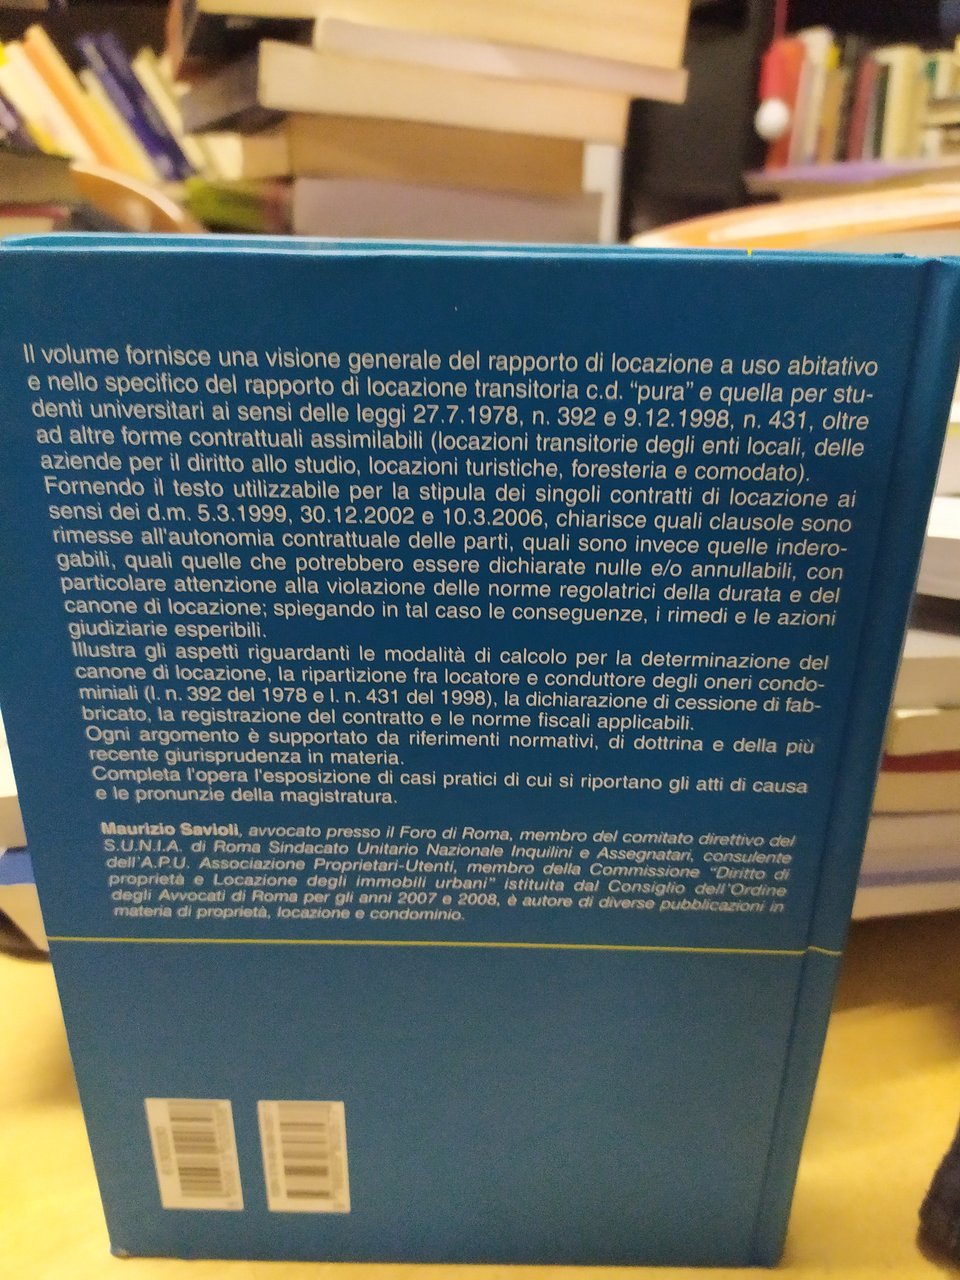 Il volume fornisce una visione generale del rapporto di locazione a uso abitativo
e nello specifico del rapporto di locazione transitoria c.d. “pura” e quella per stu-
denti universitari ai sensi delle leggi 27.7.1978, n. 392 e 9.12.1998, n. 431, oltre
ad altre forme contrattuali assimilabili (locazioni transitorie degli enti locali, delle
aziende per il diritto allo studio, locazioni turistiche, foresteria e comodato).
Fornendo il testo utilizzabile per la stipula dei singoli contratti di locazione ai
sensi dei d.m. 5.3.1999, 30.12.2002 e 10.3.2006, chiarisce quali clausole sono
rimesse all'autonomia contrattuale delle parti, quali sono invece quelle indero-
gabili, quali quelle che potrebbero essere dichiarate nulle e/o annullabili, con
particolare attenzione alla violazione delle norme regolatrici della durata e del
canone di locazione; spiegando in tal caso le conseguenze, i rimedi e le azioni
giudiziarie esperibili.
Illustra gli aspetti riguardanti le modalità di calcolo per la determinazione del
canone di locazione, la ripartizione fra locatore e conduttore degli oneri condo-
miniali (l. n. 392 del 1978 e l. n. 431 del 1998), la dichiarazione di cessione di fab-
bricato, la registrazione del contratto e le norme fiscali applicabili.
Ogni argomento è supportato da riferimenti normativi, di dottrina e della più
recente giurisprudenza in materia.
Completa l'opera l'esposizione di casi pratici di cui si riportano gli atti di causa
e le pronunzie della magistratura.
Maurizio Savioli, avvocato presso il Foro di Roma, membro del comitato direttivo del
S.U.N.I.A. di Roma Sindacato Unitario Nazionale Inquilini e Assegnatari, consulente
dell'A.P.U. Associazione Proprietari-Utenti, membro della Commissione “Diritto di
proprietà e Locazione degli immobili urbani” istituita dal Consiglio dell'Ordine
degli Avvocati di Roma per gli anni 2007 e 2008, è autore di diverse pubblicazioni in
materia di proprietà, locazione e condominio.